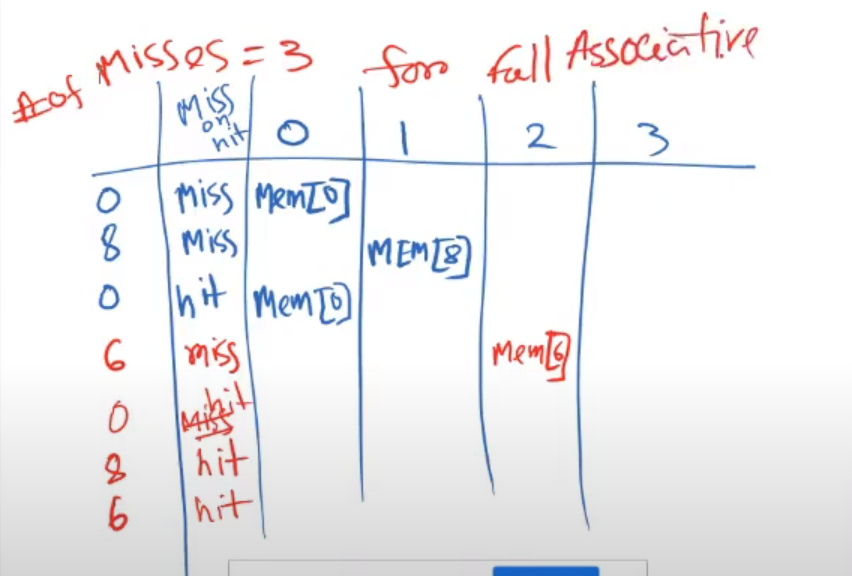 # of Misses = 3 for full Associative
Miss on hit 0 1 2 3
0 Miss Mem[0]
8 Miss MEM[8]
0 hit Mem[0]
6 miss Mem[6]
0 Miss hit
8 hit
6 hit